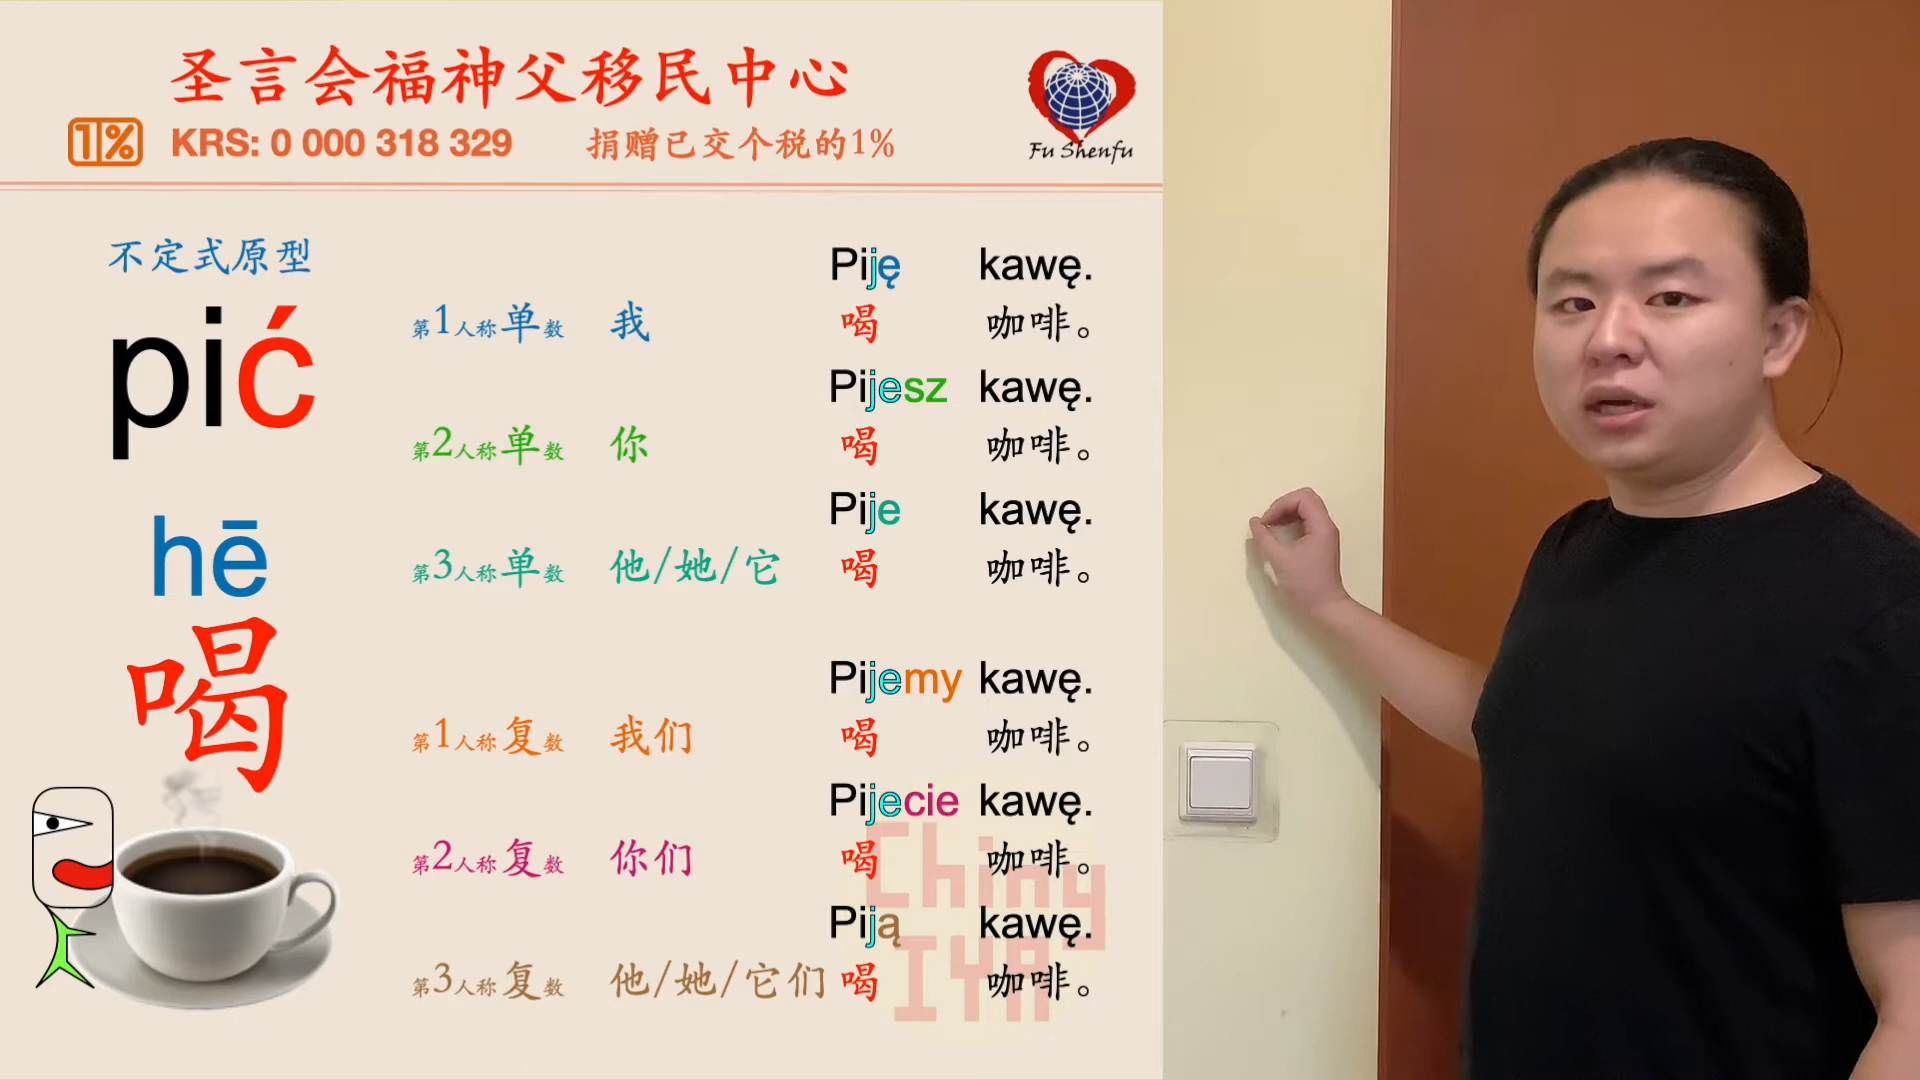 圣言会福神父移民中心
1% KRS: 0 000 318 329 捐赠已交个税的1%
Fu Shenfu
不定式原型
pić
hē
喝
Piję kawę.
第1人称单数 我 喝 咖啡。
Pijesz kawę.
第2人称单数 你 喝 咖啡。
Pije kawę.
第3人称单数 他/她/它 喝 咖啡。
Pijemy kawę.
第1人称复数 我们 喝 咖啡。
Pijecie kawę.
第2人称复数 你们 喝 咖啡。
Piją kawę.
第3人称复数 他/她/它们 喝 咖啡。
Ching
IYA